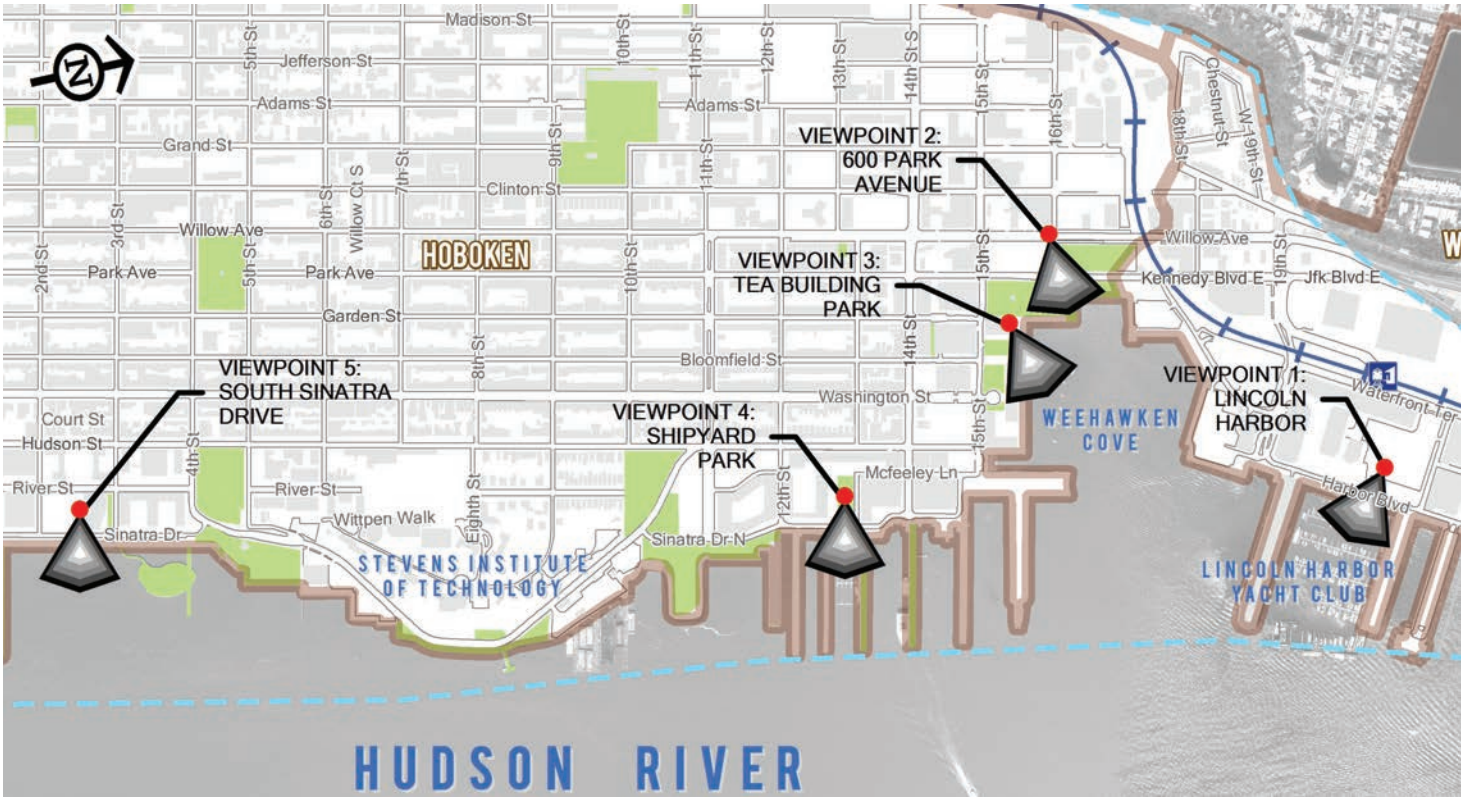 Madison St
Jefferson St
Adams St
Adams St
Grand St
Clinton St
Willow Ave
Willow Ave
Park Ave
Park Ave
Kennedy Blvd E
Jfk Blvd E
Garden St
Bloomfield St
Washington St
Court St
Hudson St
River St
River St
Wittpen Walk
Sinatra Dr
Sinatra Dr N
Mcfeeley Ln
Harbor Blvd
Waterfront Ter
Chestnut St
W 19th St
2nd St
3rd St
4th St
5th St
5th St
6th St
Willow Ct S
7th St
8th St
Eighth St
9th St
10th St
10th St
11th St
11th St
12th St
12th St
13th St
14th St S
14th St
15th St
15th St
15th St
16th St
18th St
19th St
N
HOBOKEN
W
VIEWPOINT 2:
600 PARK
AVENUE
VIEWPOINT 3:
TEA BUILDING
PARK
VIEWPOINT 5:
SOUTH SINATRA
DRIVE
VIEWPOINT 4:
SHIPYARD
PARK
VIEWPOINT 1:
LINCOLN
HARBOR
WEEHAWKEN
COVE
STEVENS INSTITUTE
OF TECHNOLOGY
LINCOLN HARBOR
YACHT CLUB
HUDSON RIVER